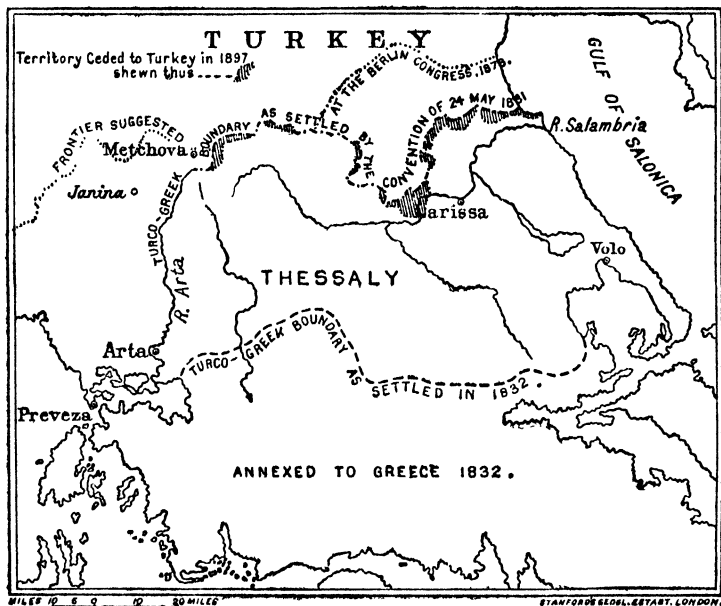 TURKEY
Territory Ceded to Turkey in 1897
shewn thus
FRONTIER SUGGESTED
AT THE BERLIN CONGRESS, 1878.
GULF OF SALONICA
TURCO-GREEK BOUNDARY AS SETTLED BY THE CONVENTION OF 24 MAY 1881
R. Salambria
Metchova
Janina
Larissa
Volo
R. Arta
THESSALY
Arta
TURCO-GREEK BOUNDARY AS SETTLED IN 1832.
Preveza
ANNEXED TO GREECE 1832.
MILES 10 5 0 10 20 MILES
STANFORD'S GEOGL. ESTABT., LONDON.